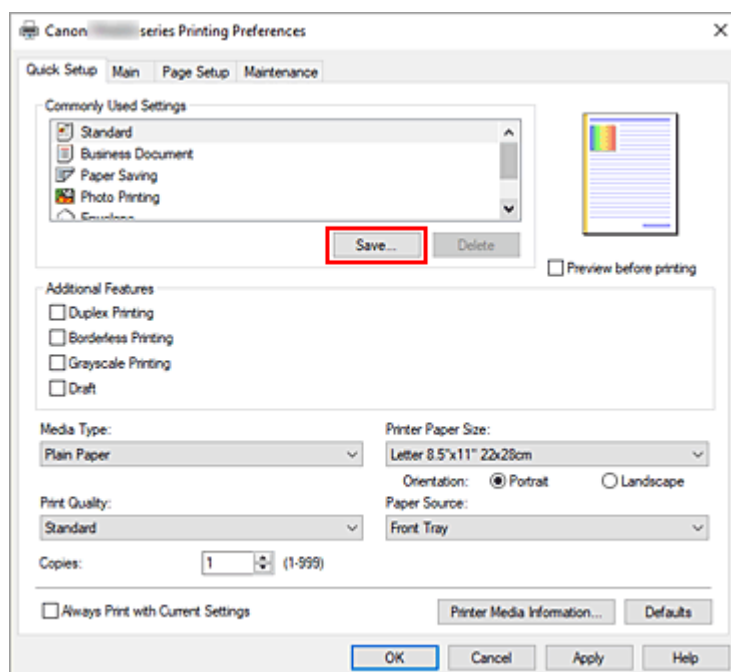 Canon series Printing Preferences
Quick Setup Main Page Setup Maintenance
Commonly Used Settings
Standard
Business Document
Paper Saving
Photo Printing
Envelope
Save... Delete
Preview before printing
Additional Features
Duplex Printing
Borderless Printing
Grayscale Printing
Draft
Media Type: Printer Paper Size:
Plain Paper Letter 8.5"x11" 22x28cm
Orientation: Portrait Landscape
Print Quality: Paper Source:
Standard Front Tray
Copies: 1 (1-999)
Always Print with Current Settings Printer Media Information... Defaults
OK Cancel Apply Help